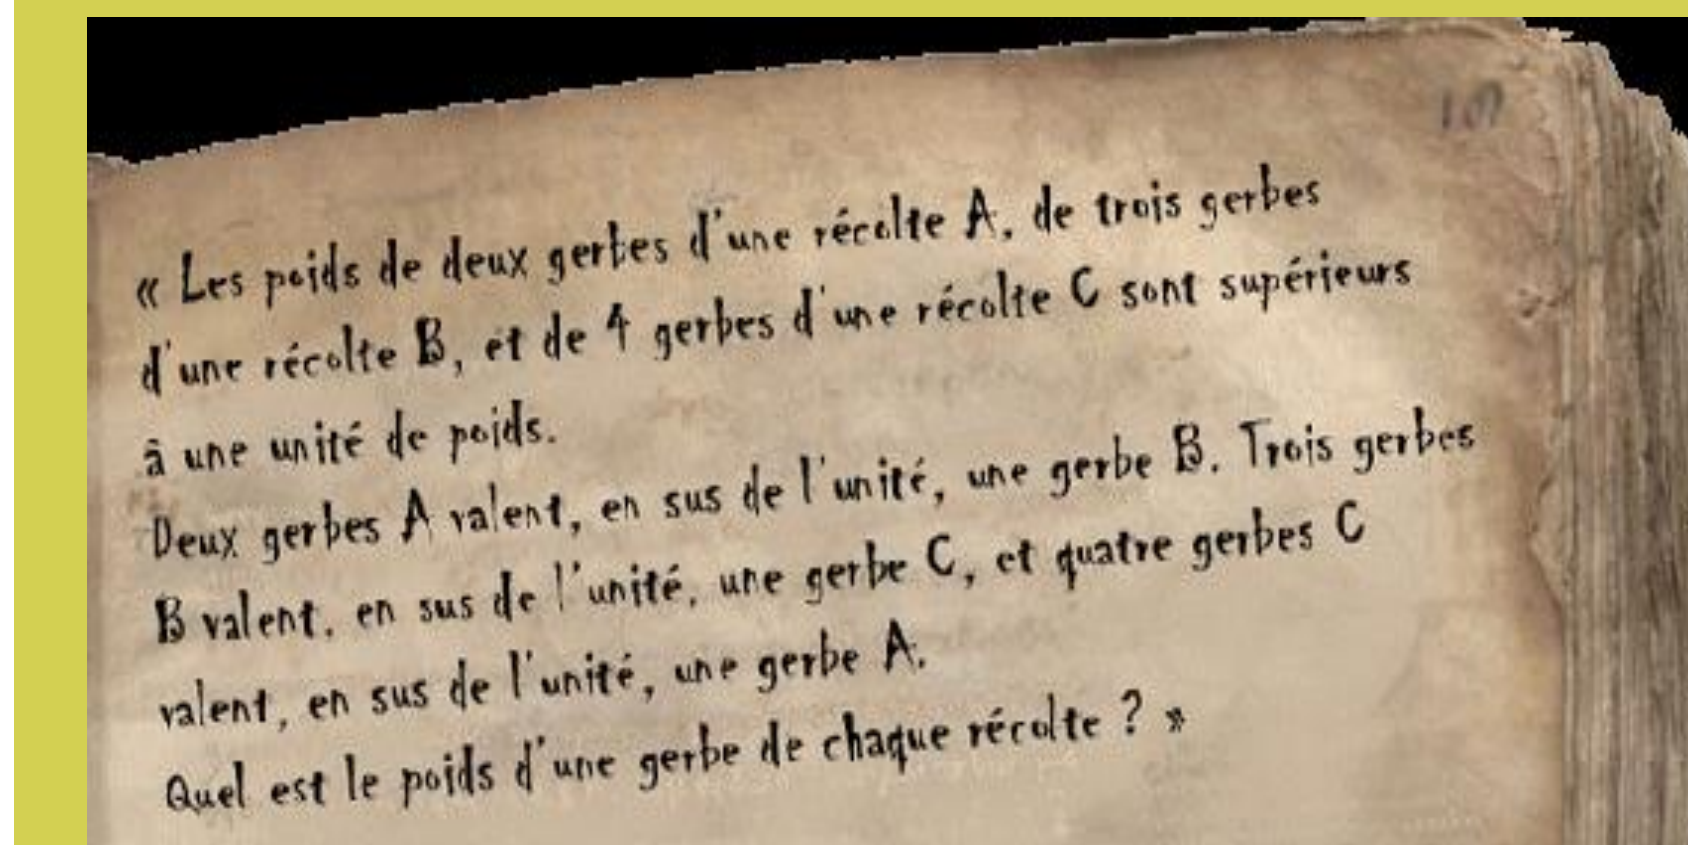 « Les poids de deux gerbes d'une récolte A, de trois gerbes
d'une récolte B, et de 4 gerbes d'une récolte C sont supérieurs
à une unité de poids.
Deux gerbes A valent, en sus de l'unité, une gerbe B. Trois gerbes
B valent, en sus de l'unité, une gerbe C, et quatre gerbes C
valent, en sus de l'unité, une gerbe A.
Quel est le poids d'une gerbe de chaque récolte ? »